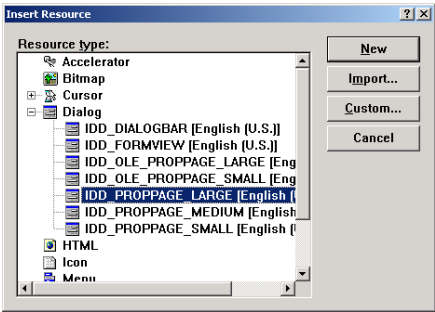 Insert Resource
Resource type:
Accelerator
Bitmap
Cursor
Dialog
IDD_DIALOGBAR [English (U.S.)]
IDD_FORMVIEW [English (U.S.)]
IDD_OLE_PROPPAGE_LARGE [Eng
IDD_OLE_PROPPAGE_SMALL [Eng
IDD_PROPPAGE_LARGE [English (
IDD_PROPPAGE_MEDIUM [English
IDD_PROPPAGE_SMALL [English (
HTML
Icon
Menu
New
Import...
Custom...
Cancel